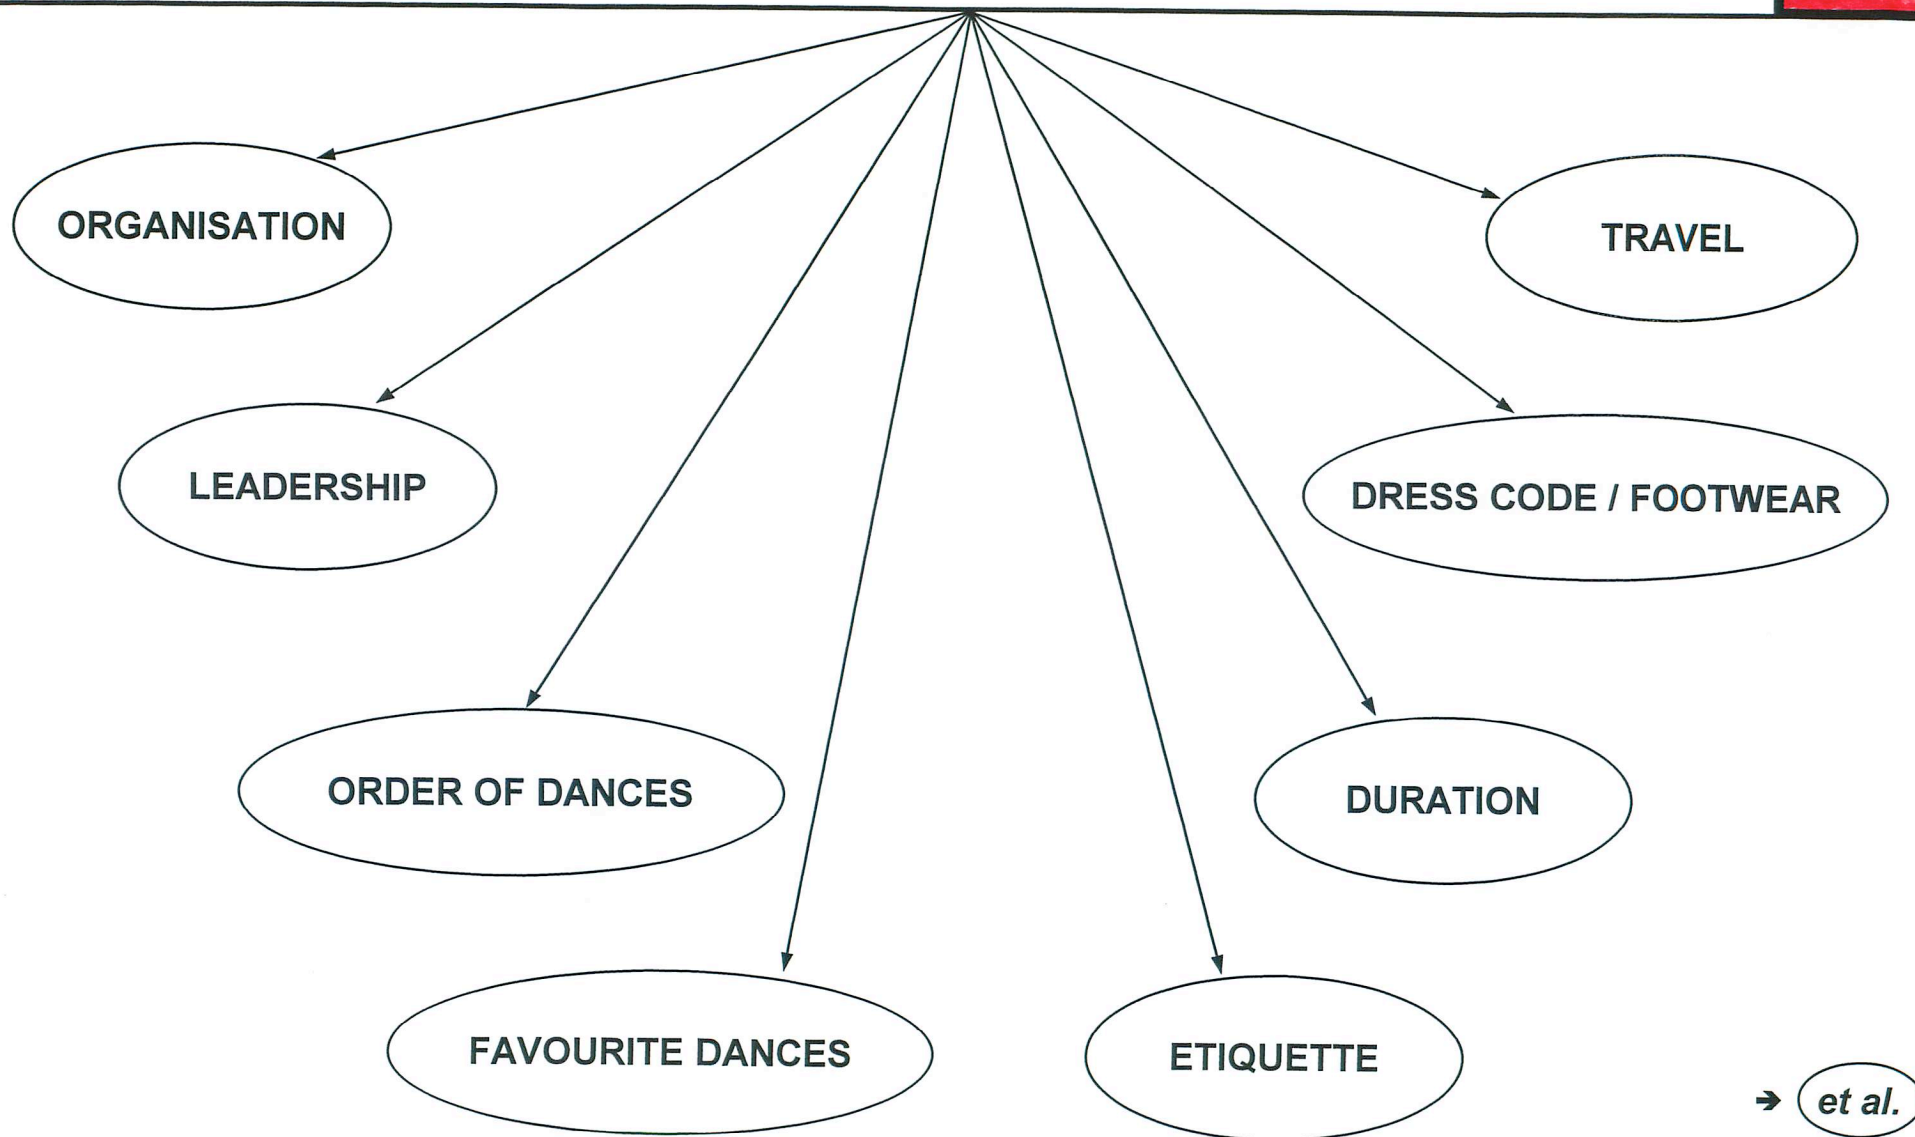 ORGANISATION
TRAVEL
LEADERSHIP
DRESS CODE / FOOTWEAR
ORDER OF DANCES
DURATION
FAVOURITE DANCES
ETIQUETTE
➔ et al.